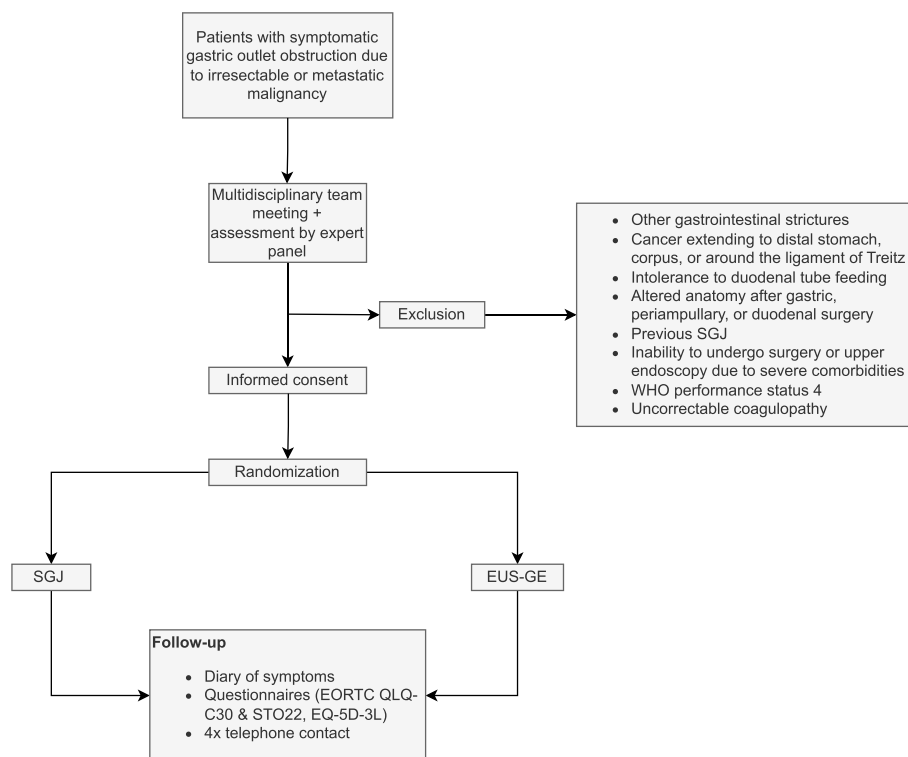 Patients with symptomatic
gastric outlet obstruction due
to irresectable or metastatic
malignancy
Multidisciplinary team
meeting +
assessment by expert
panel
Exclusion
• Other gastrointestinal strictures
• Cancer extending to distal stomach,
corpus, or around the ligament of Treitz
• Intolerance to duodenal tube feeding
• Altered anatomy after gastric,
periampullary, or duodenal surgery
• Previous SGJ
• Inability to undergo surgery or upper
endoscopy due to severe comorbidities
• WHO performance status 4
• Uncorrectable coagulopathy
Informed consent
Randomization
SGJ
EUS-GE
Follow-up
• Diary of symptoms
• Questionnaires (EORTC QLQ-
C30 & STO22, EQ-5D-3L)
• 4x telephone contact